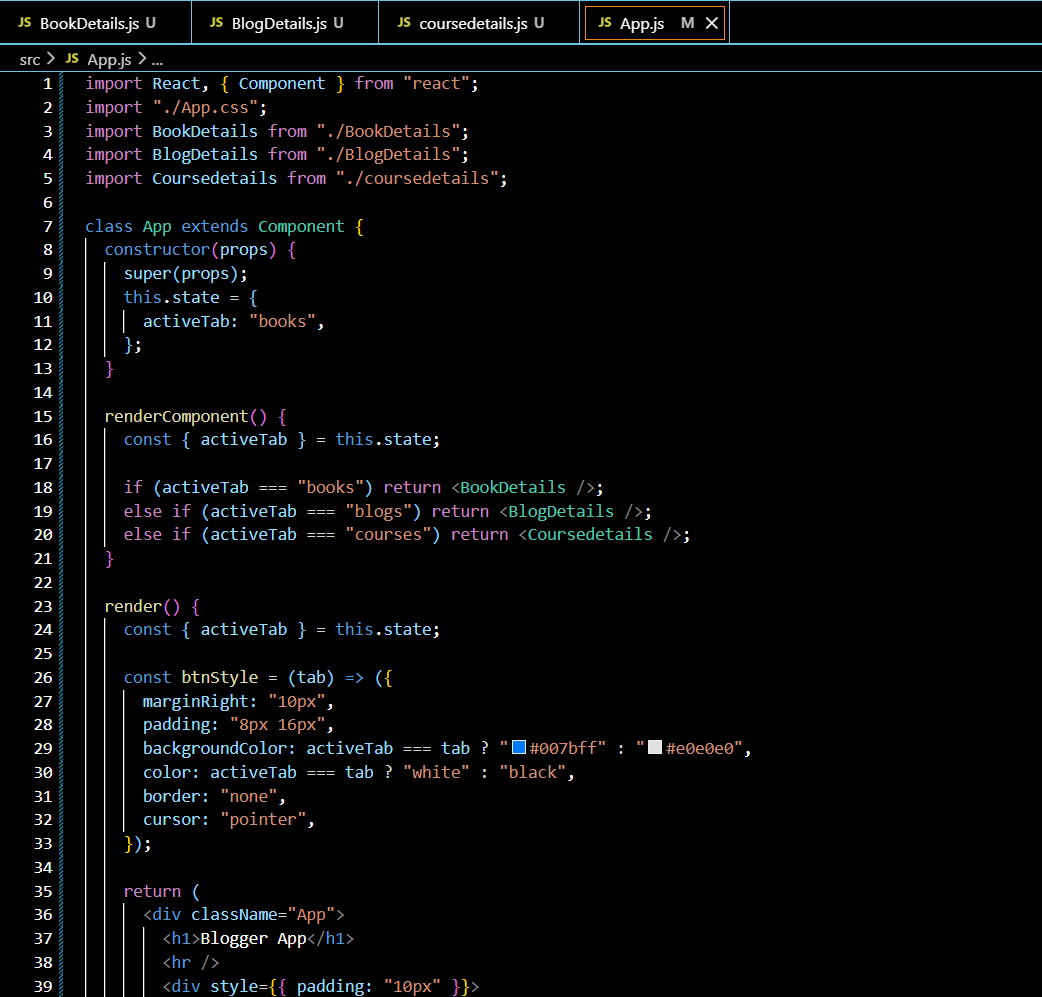 JS BookDetails.js U JS BlogDetails.js U JS coursedetails.js U JS App.js M
src > JS App.js > ...
1 import React, { Component } from "react";
2 import "./App.css";
3 import BookDetails from "./BookDetails";
4 import BlogDetails from "./BlogDetails";
5 import Coursedetails from "./coursedetails";
6
7 class App extends Component {
8   constructor(props) {
9     super(props);
10     this.state = {
11       activeTab: "books",
12     };
13   }
14
15   renderComponent() {
16     const { activeTab } = this.state;
17
18     if (activeTab === "books") return <BookDetails />;
19     else if (activeTab === "blogs") return <BlogDetails />;
20     else if (activeTab === "courses") return <Coursedetails />;
21   }
22
23   render() {
24     const { activeTab } = this.state;
25
26     const btnStyle = (tab) => ({
27       marginRight: "10px",
28       padding: "8px 16px",
29       backgroundColor: activeTab === tab ? "#007bff" : "#e0e0e0",
30       color: activeTab === tab ? "white" : "black",
31       border: "none",
32       cursor: "pointer",
33     });
34
35     return (
36       <div className="App">
37         <h1>Blogger App</h1>
38         <hr />
39         <div style={{ padding: "10px" }}>